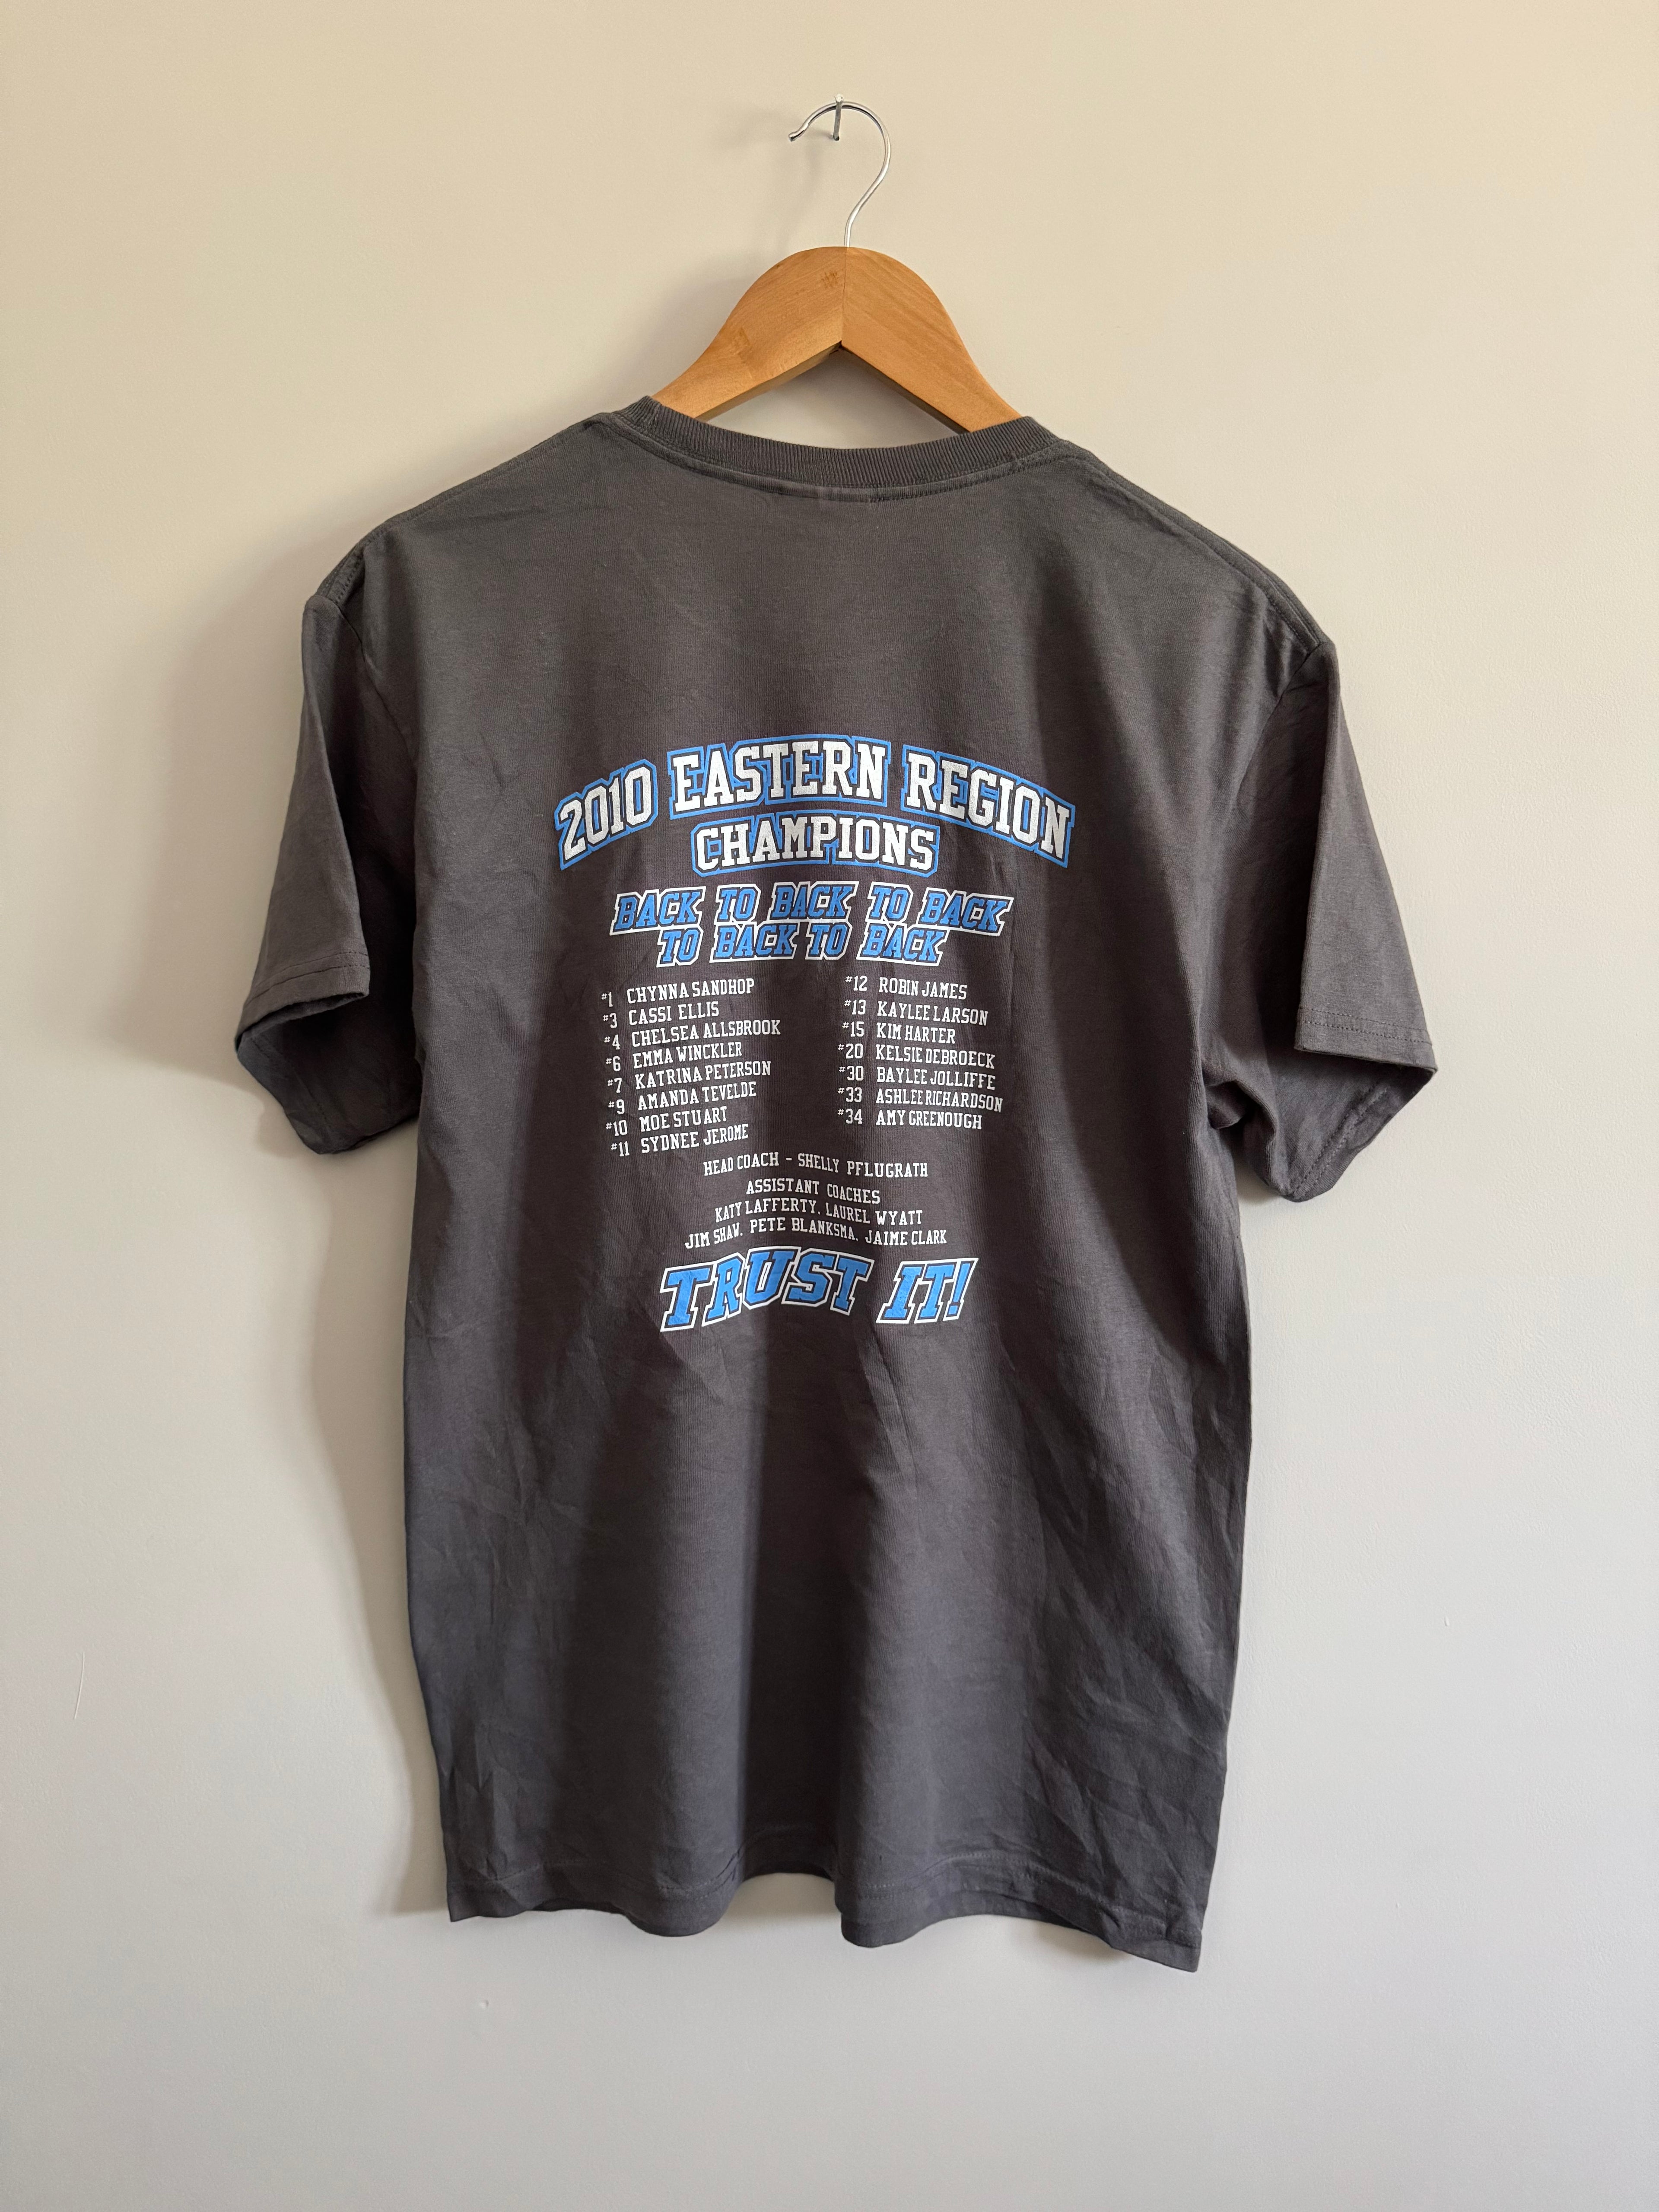 2010 EASTERN REGION
CHAMPIONS
BACK TO BACK TO BACK
TO BACK TO BACK
#1 CHYNNA SANDHOP
#3 CASSI ELLIS
#4 CHELSEA ALLSBROOK
#6 EMMA WINCKLER
#7 KATRINA PETERSON
#9 AMANDA TEVELDE
#10 MOE STUART
#11 SYDNEE JEROME
#12 ROBIN JAMES
#13 KAYLEE LARSON
#15 KIM HARTER
#20 KELSIE DEBROECK
#30 BAYLEE JOLLIFFE
#33 ASHLEE RICHARDSON
#34 AMY GREENOUGH
HEAD COACH - SHELLY PFLUGRATH
ASSISTANT COACHES
KATY LAFFERTY, LAUREL WYATT
JIM SHAW, PETE BLANKSMA, JAIME CLARK
TRUST IT!